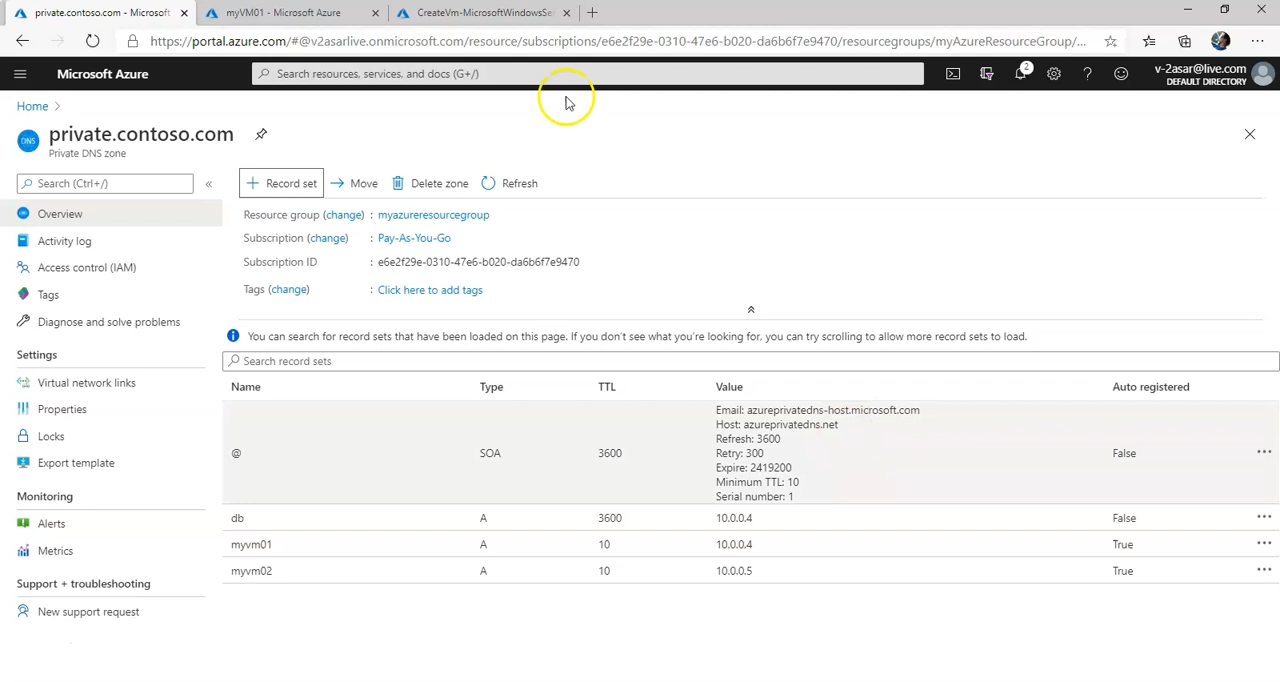 private.contoso.com - Microsoft
myVM01 - Microsoft Azure
CreateVm-MicrosoftWindowsSe
https://portal.azure.com/#@v2asarlive.onmicrosoft.com/resource/subscriptions/e6e2f29e-0310-47e6-b020-da6b6f7e9470/resourcegroups/myAzureResourceGroup/...
Microsoft Azure
Search resources, services, and docs (G+/)
2
v-2asar@live.com
DEFAULT DIRECTORY
Home
DNS
private.contoso.com
Private DNS zone
Search (Ctrl+/)
Record set
Move
Delete zone
Refresh
Overview
Activity log
Access control (IAM)
Tags
Diagnose and solve problems
Settings
Virtual network links
Properties
Locks
Export template
Monitoring
Alerts
Metrics
Support + troubleshooting
New support request
Resource group (change) : myazureresourcegroup
Subscription (change) : Pay-As-You-Go
Subscription ID : e6e2f29e-0310-47e6-b020-da6b6f7e9470
Tags (change) : Click here to add tags
You can search for record sets that have been loaded on this page. If you don't see what you're looking for, you can try scrolling to allow more record sets to load.
Search record sets
Name Type TTL Value Auto registered
@ SOA 3600
Email: azureprivatedns-host.microsoft.com
Host: azureprivatedns.net
Refresh: 3600
Retry: 300
Expire: 2419200
Minimum TTL: 10
Serial number: 1
False
db A 3600 10.0.0.4 False
myvm01 A 10 10.0.0.4 True
myvm02 A 10 10.0.0.5 True